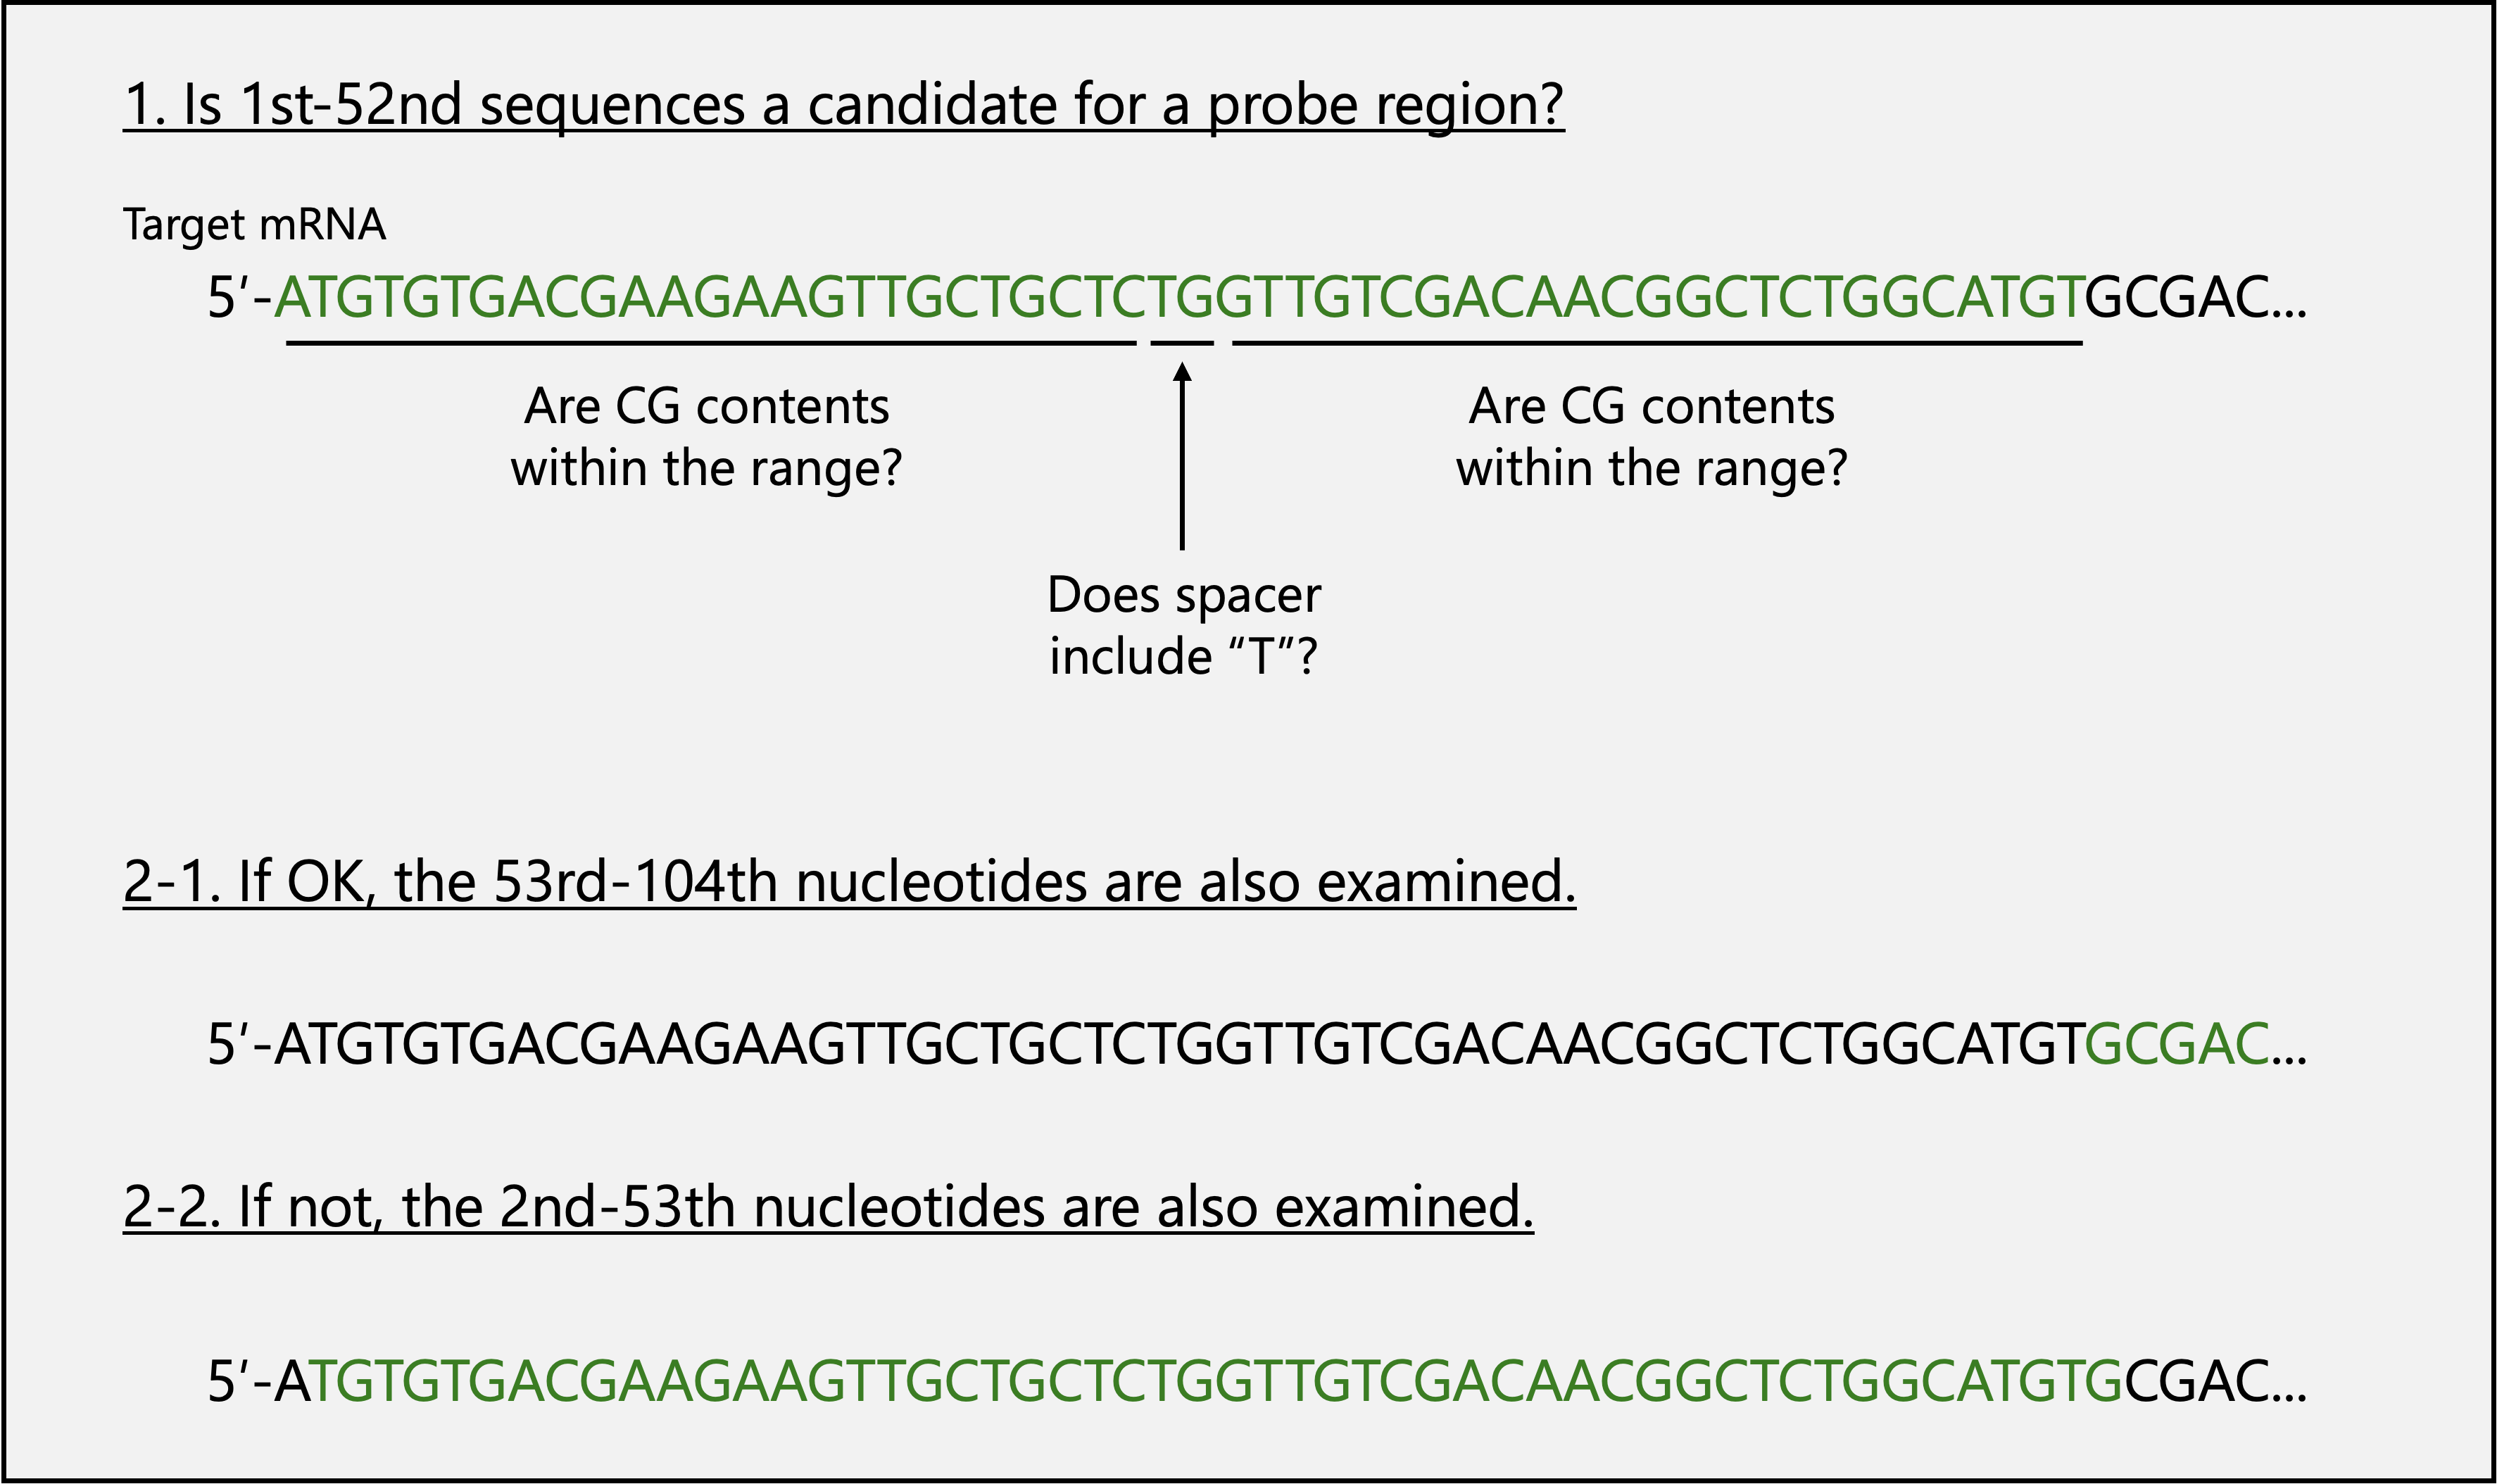 1. Is 1st-52nd sequences a candidate for a probe region?
Target mRNA
5′-ATGTGTGACGAAGAAGTTGCTGCTCTGGTTGTCGACAACGGCTCTGGCATGTGCGAC...
Are CG contents
within the range?
Are CG contents
within the range?
Does spacer
include “T”?
2-1. If OK, the 53rd-104th nucleotides are also examined.
5′-ATGTGTGACGAAGAAGTTGCTGCTCTGGTTGTCGACAACGGCTCTGGCATGTGCGAC...
2-2. If not, the 2nd-53th nucleotides are also examined.
5′-ATGTGTGACGAAGAAGTTGCTGCTCTGGTTGTCGACAACGGCTCTGGCATGTGCGAC...